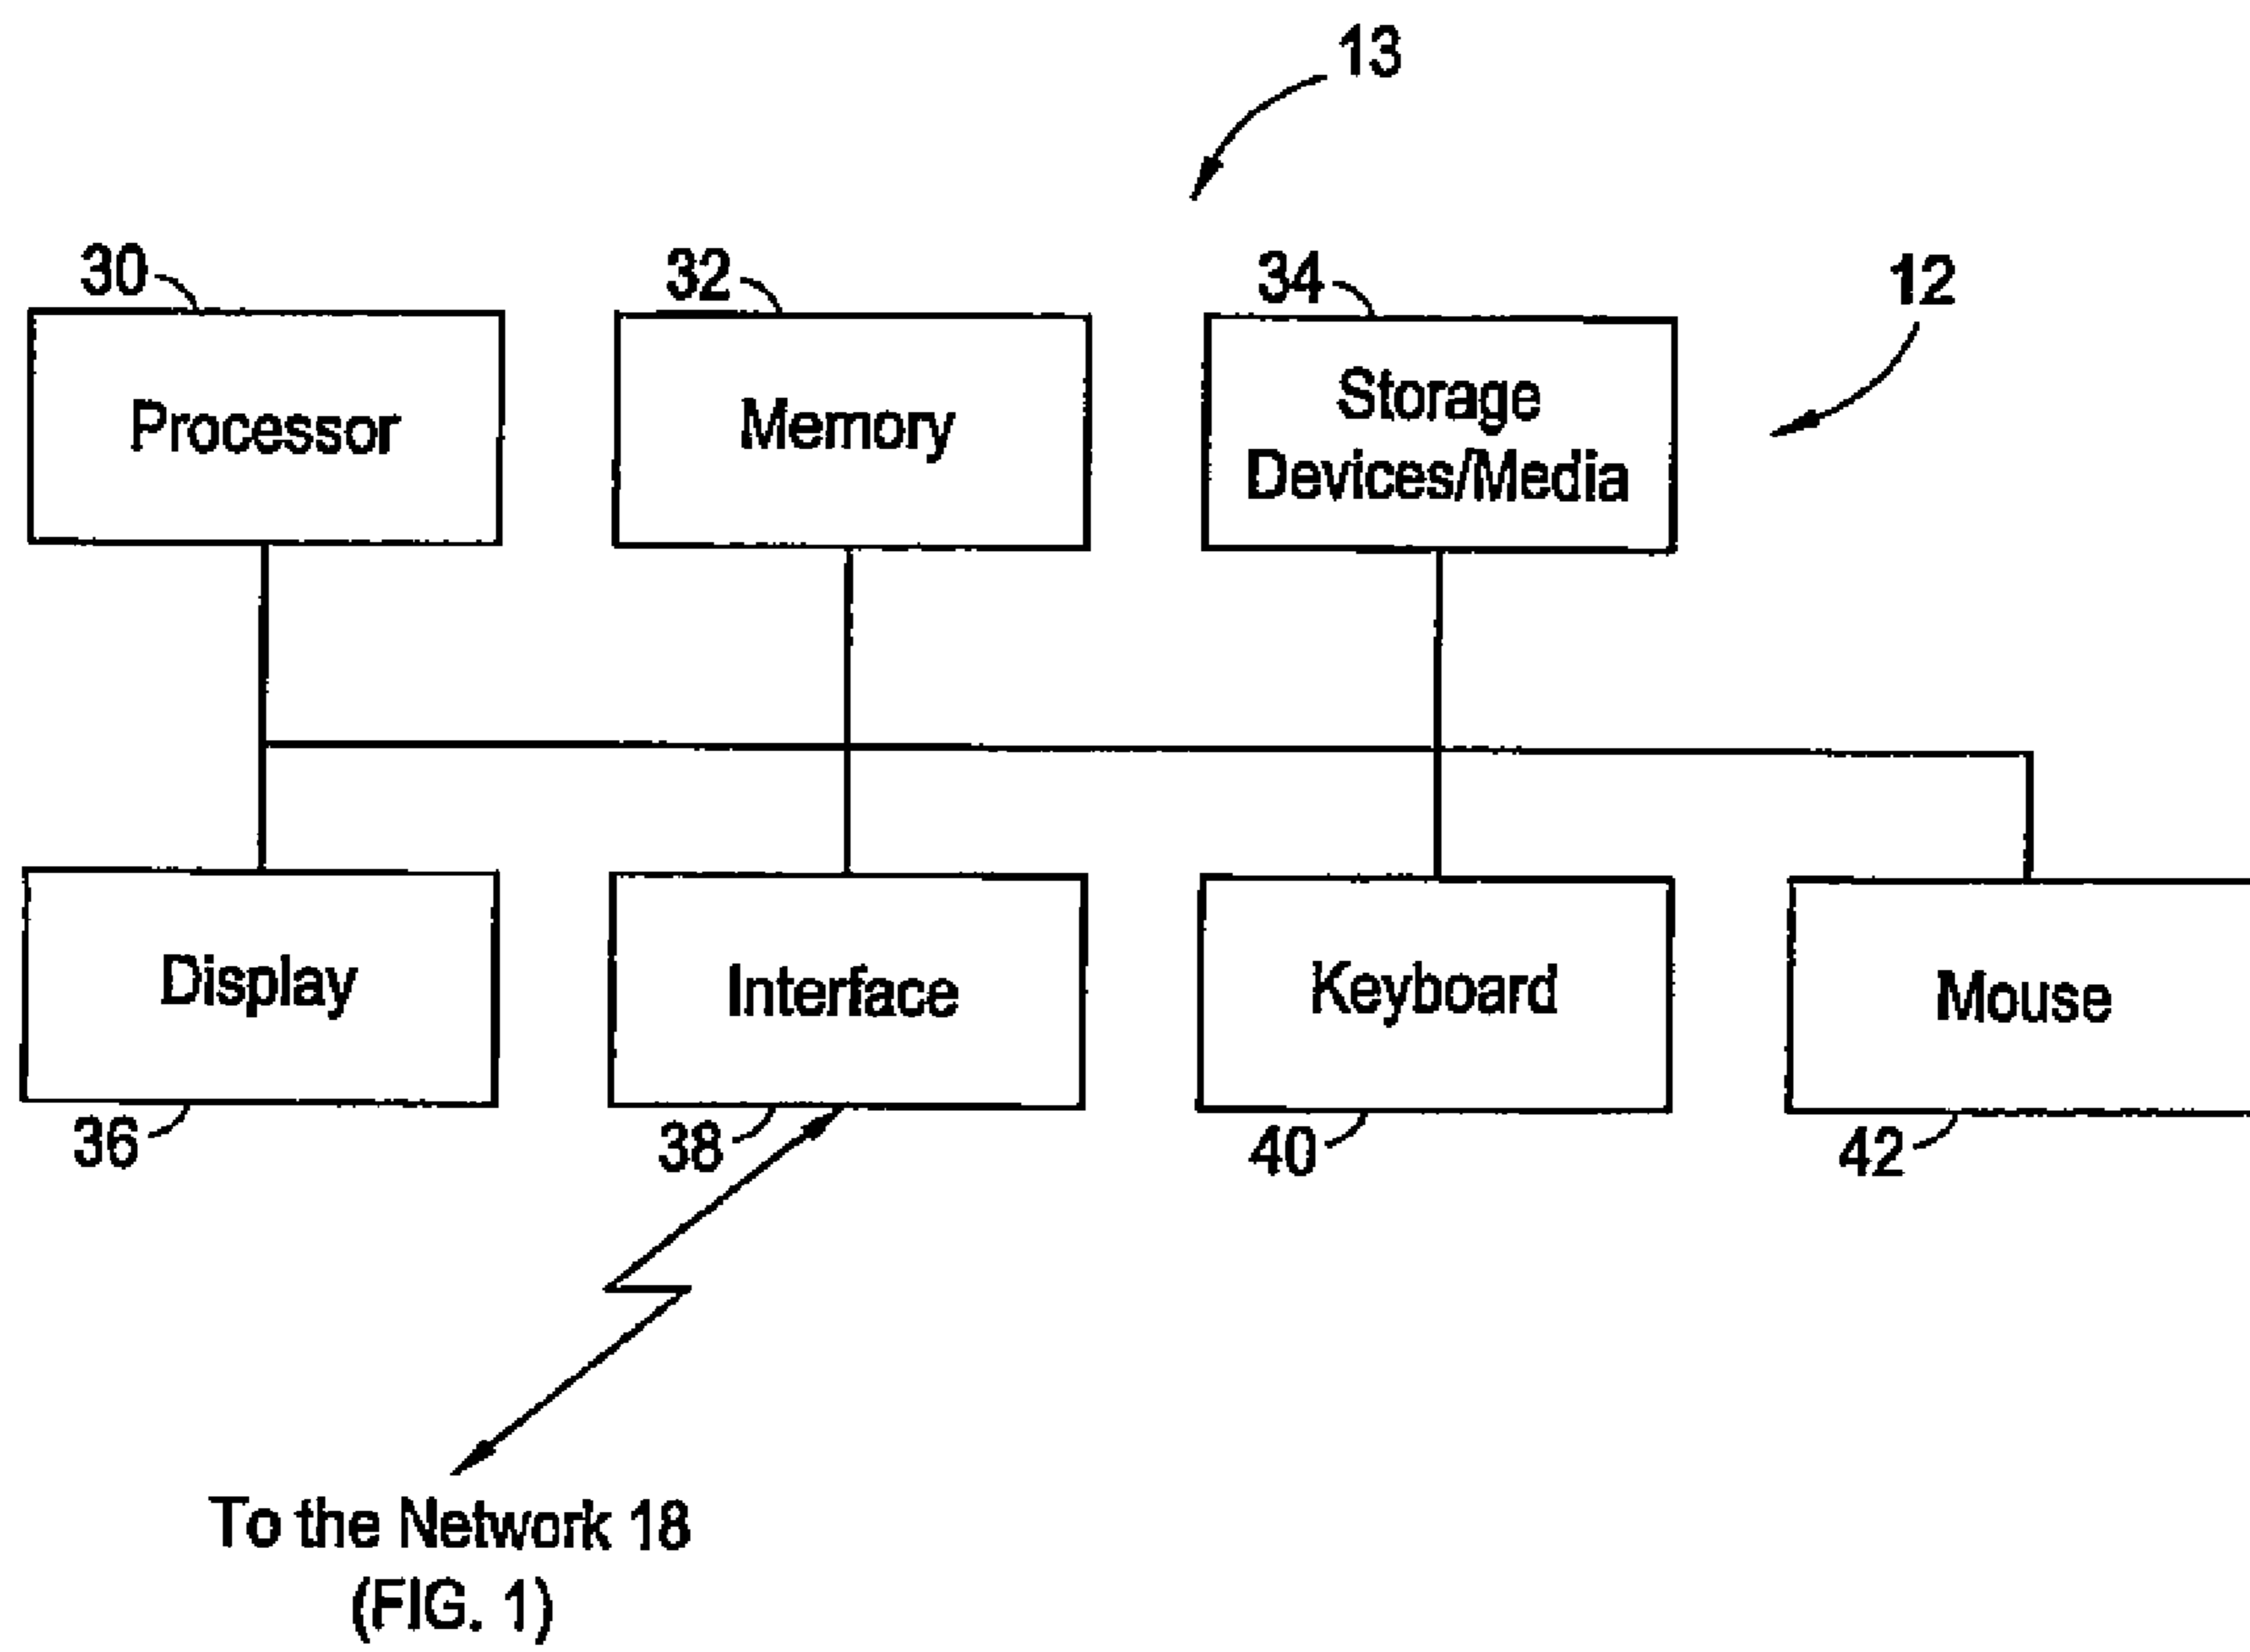 13
30
32
34
12
Processor
Memory
Storage
Devices/Media
Display
Interface
Keyboard
Mouse
36
38
40
42
To the Network 18
(FIG. 1)